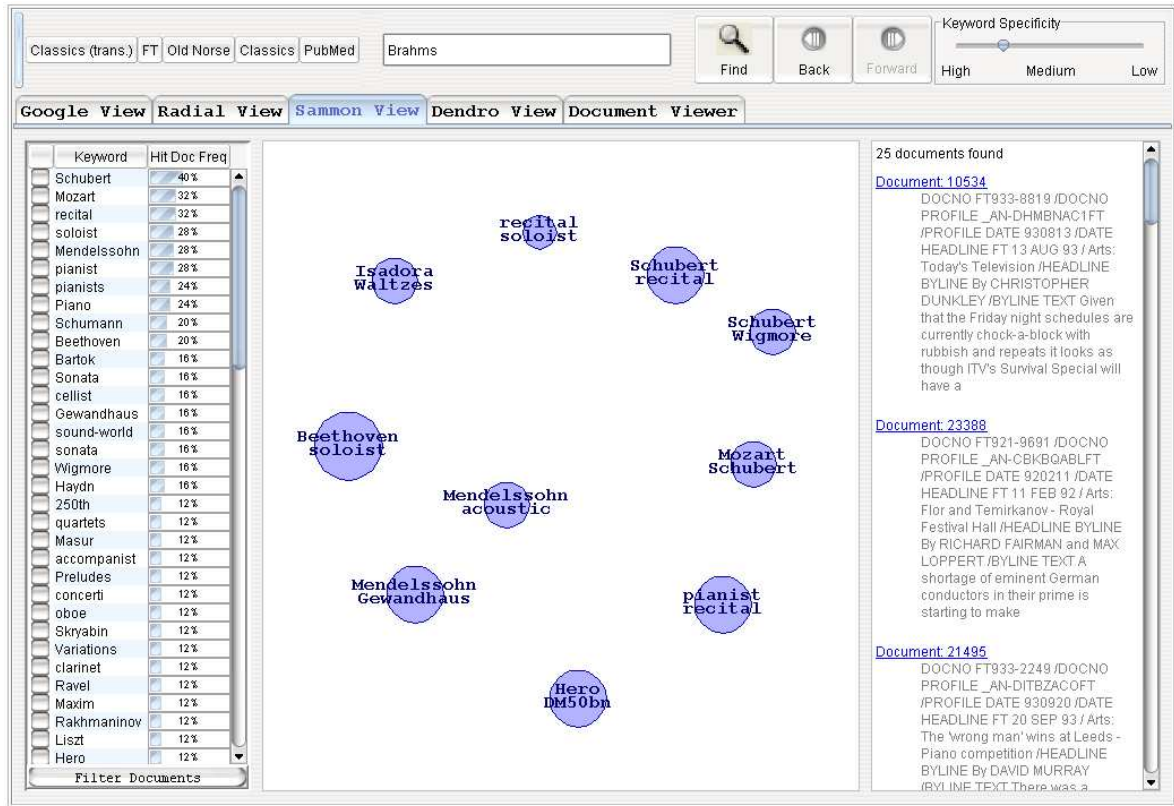 Classics (trans.) FT Old Norse Classics PubMed
Brahms
Find
Back
Forward
Keyword Specificity
High Medium Low
Google View Radial View Sammon View Dendro View Document Viewer
Keyword Hit Doc Freq
Schubert 40%
Mozart 32%
recital 32%
soloist 28%
Mendelssohn 28%
pianist 28%
pianists 24%
Piano 24%
Schumann 20%
Beethoven 20%
Bartok 16%
Sonata 16%
cellist 16%
Gewandhaus 16%
sound-world 16%
sonata 16%
Wigmore 16%
Haydn 16%
250th 12%
quartets 12%
Masur 12%
accompanist 12%
Preludes 12%
concerti 12%
oboe 12%
Skryabin 12%
Variations 12%
clarinet 12%
Ravel 12%
Maxim 12%
Rakhmaninov 12%
Liszt 12%
Hero 12%
Filter Documents
recital
soloist
Isadora
Waltzes
Schubert
recital
Schubert
Wigmore
Beethoven
soloist
Mozart
Schubert
Mendelssohn
acoustic
Mendelssohn
Gewandhaus
pianist
recital
Hero
DM50bn
25 documents found
Document: 10534
DOCNO FT933-8819 /DOCNO
PROFILE _AN-DHMBNAC1FT
/PROFILE DATE 930813 /DATE
HEADLINE FT 13 AUG 93 / Arts:
Today's Television /HEADLINE
BYLINE By CHRISTOPHER
DUNKLEY /BYLINE TEXT Given
that the Friday night schedules are
currently chock-a-block with
rubbish and repeats it looks as
though ITV's Survival Special will
have a
Document: 23388
DOCNO FT921-9691 /DOCNO
PROFILE _AN-CBKBQABLFT
/PROFILE DATE 920211 /DATE
HEADLINE FT 11 FEB 92 / Arts:
Flor and Temirkanov - Royal
Festival Hall /HEADLINE BYLINE
By RICHARD FAIRMAN and MAX
LOPPERT /BYLINE TEXT A
shortage of eminent German
conductors in their prime is
starting to make
Document: 21495
DOCNO FT933-2249 /DOCNO
PROFILE _AN-DITBZACOFT
/PROFILE DATE 930920 /DATE
HEADLINE FT 20 SEP 93 / Arts:
The 'wrong man' wins at Leeds -
Piano competition /HEADLINE
BYLINE By DAVID MURRAY
/BYLINE TEXT There was a